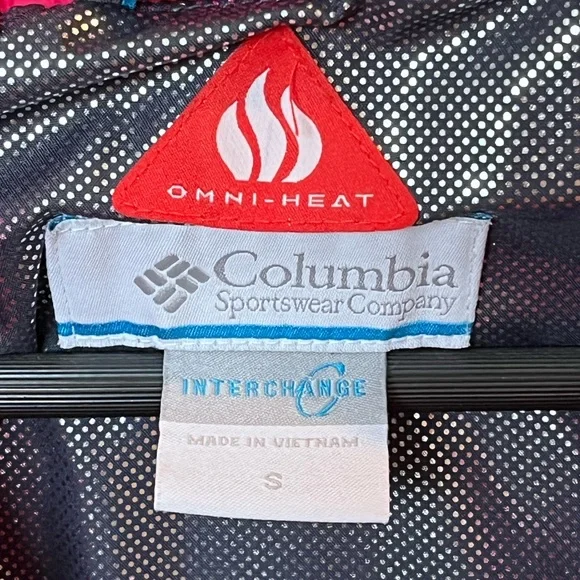 OMNI-HEAT
Columbia
Sportswear Company
INTERCHANGE
MADE IN VIETNAM
S